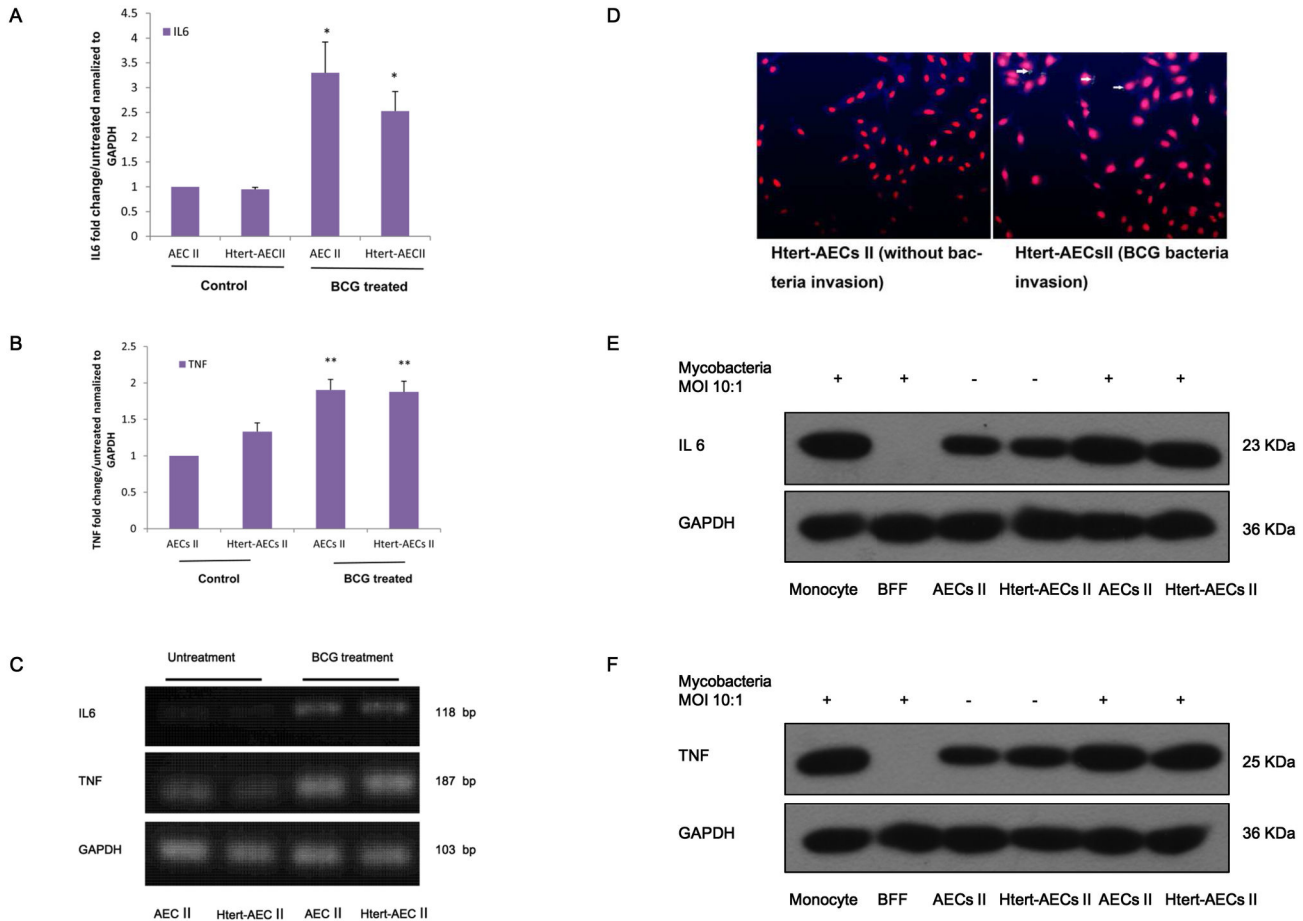 A
IL6 fold change/untreated namalized to
GAPDH
4.5
4
3.5
3
2.5
2
1.5
1
0.5
0
IL6
*
*
AEC II
Htert-AECII
AEC II
Htert-AECII
Control
BCG treated
B
TNF fold change/untreated namalized to
GAPDH
2.5
2
1.5
1
0.5
0
TNF
**
**
AECs II
Htert-AECs II
AECs II
Htert-AECs II
Control
BCG treated
C
Untreatment
BCG treatment
IL6
118 bp
TNF
187 bp
GAPDH
103 bp
AEC II
Htert-AEC II
AEC II
Htert-AEC II
D
Htert-AECs II (without bac-
teria invasion)
Htert-AECsII (BCG bacteria
invasion)
E
Mycobacteria
MOI 10:1
+ + - - + +
IL 6
23 KDa
GAPDH
36 KDa
Monocyte BFF AECs II Htert-AECs II AECs II Htert-AECs II
F
Mycobacteria
MOI 10:1
+ + - - + +
TNF
25 KDa
GAPDH
36 KDa
Monocyte BFF AECs II Htert-AECs II AECs II Htert-AECs II